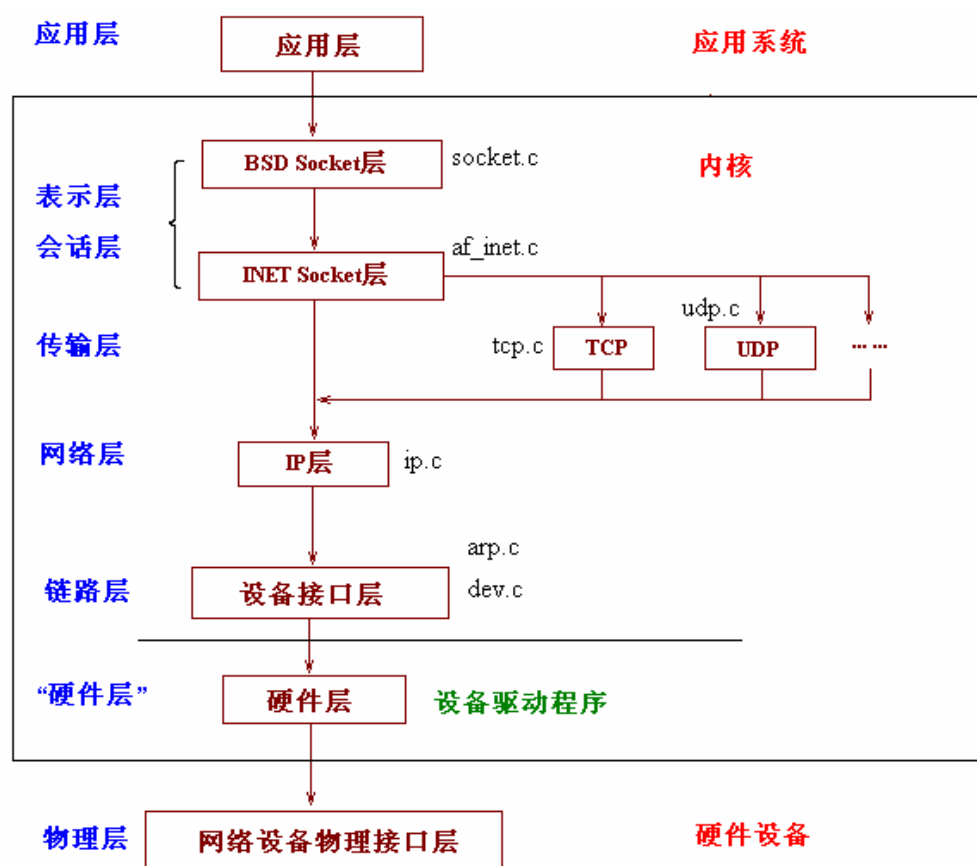 应用层
应用层
应用系统
BSD Socket层
socket.c
内核
表示层
会话层
af_inet.c
INET Socket层
udp.c
传输层
tcp.c
TCP
UDP
... ...
网络层
IP层
ip.c
arp.c
链路层
设备接口层
dev.c
“硬件层”
硬件层
设备驱动程序
物理层
网络设备物理接口层
硬件设备